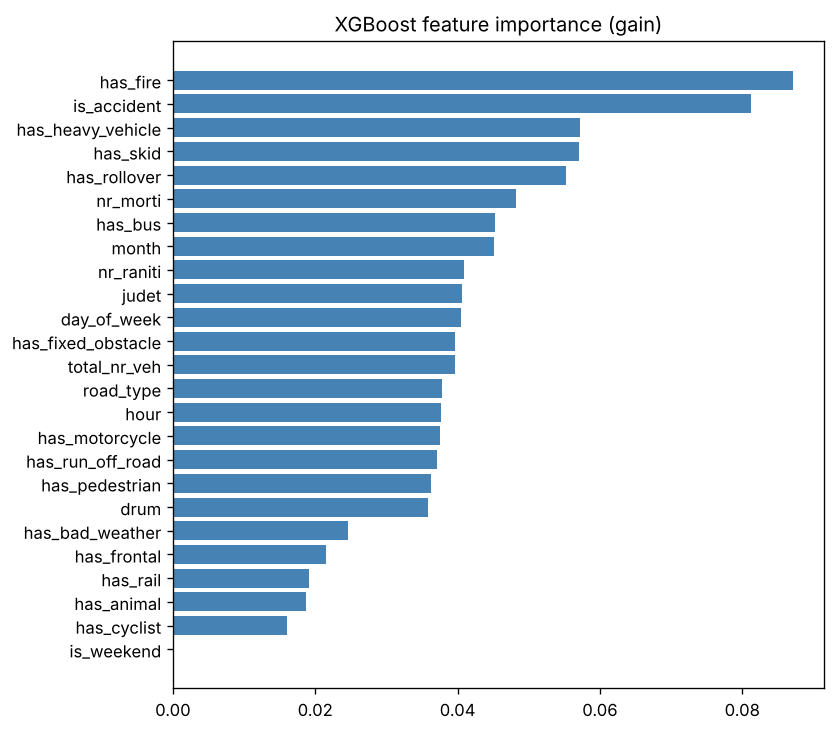 XGBoost feature importance (gain)
has_fire
is_accident
has_heavy_vehicle
has_skid
has_rollover
nr_morti
has_bus
month
nr_raniti
judet
day_of_week
has_fixed_obstacle
total_nr_veh
road_type
hour
has_motorcycle
has_run_off_road
has_pedestrian
drum
has_bad_weather
has_frontal
has_rail
has_animal
has_cyclist
is_weekend
0.00 0.02 0.04 0.06 0.08